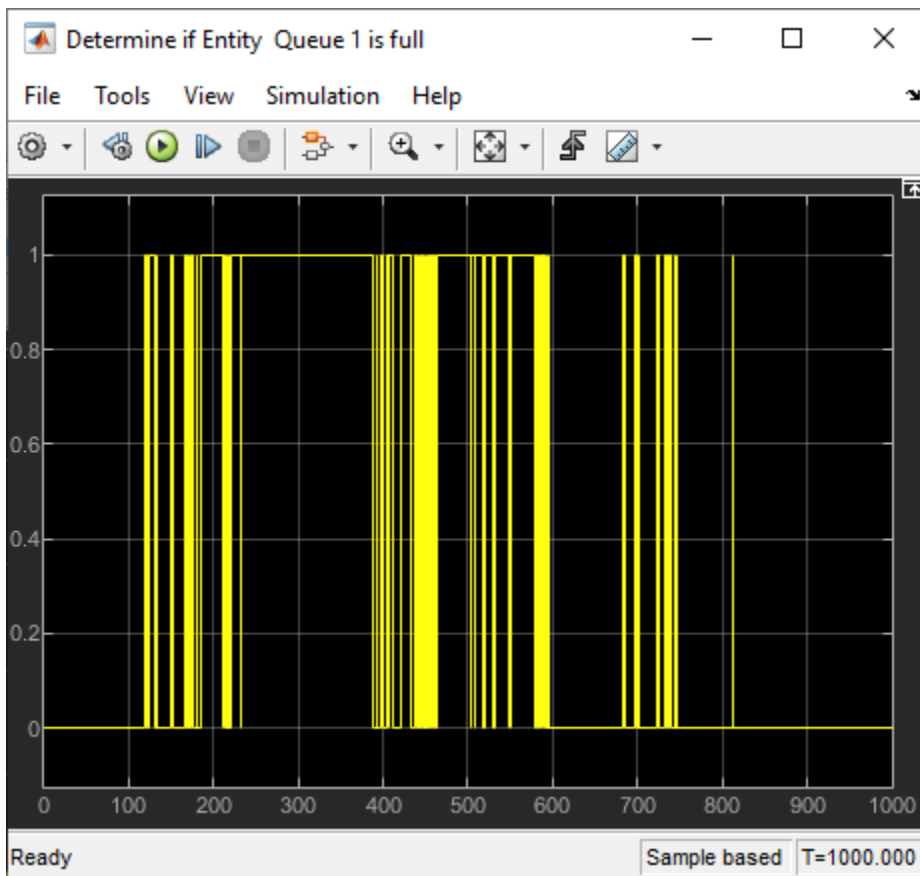 Determine if Entity  Queue 1 is full
File Tools View Simulation Help
1
0.8
0.6
0.4
0.2
0
0 100 200 300 400 500 600 700 800 900 1000
Ready Sample based T=1000.000